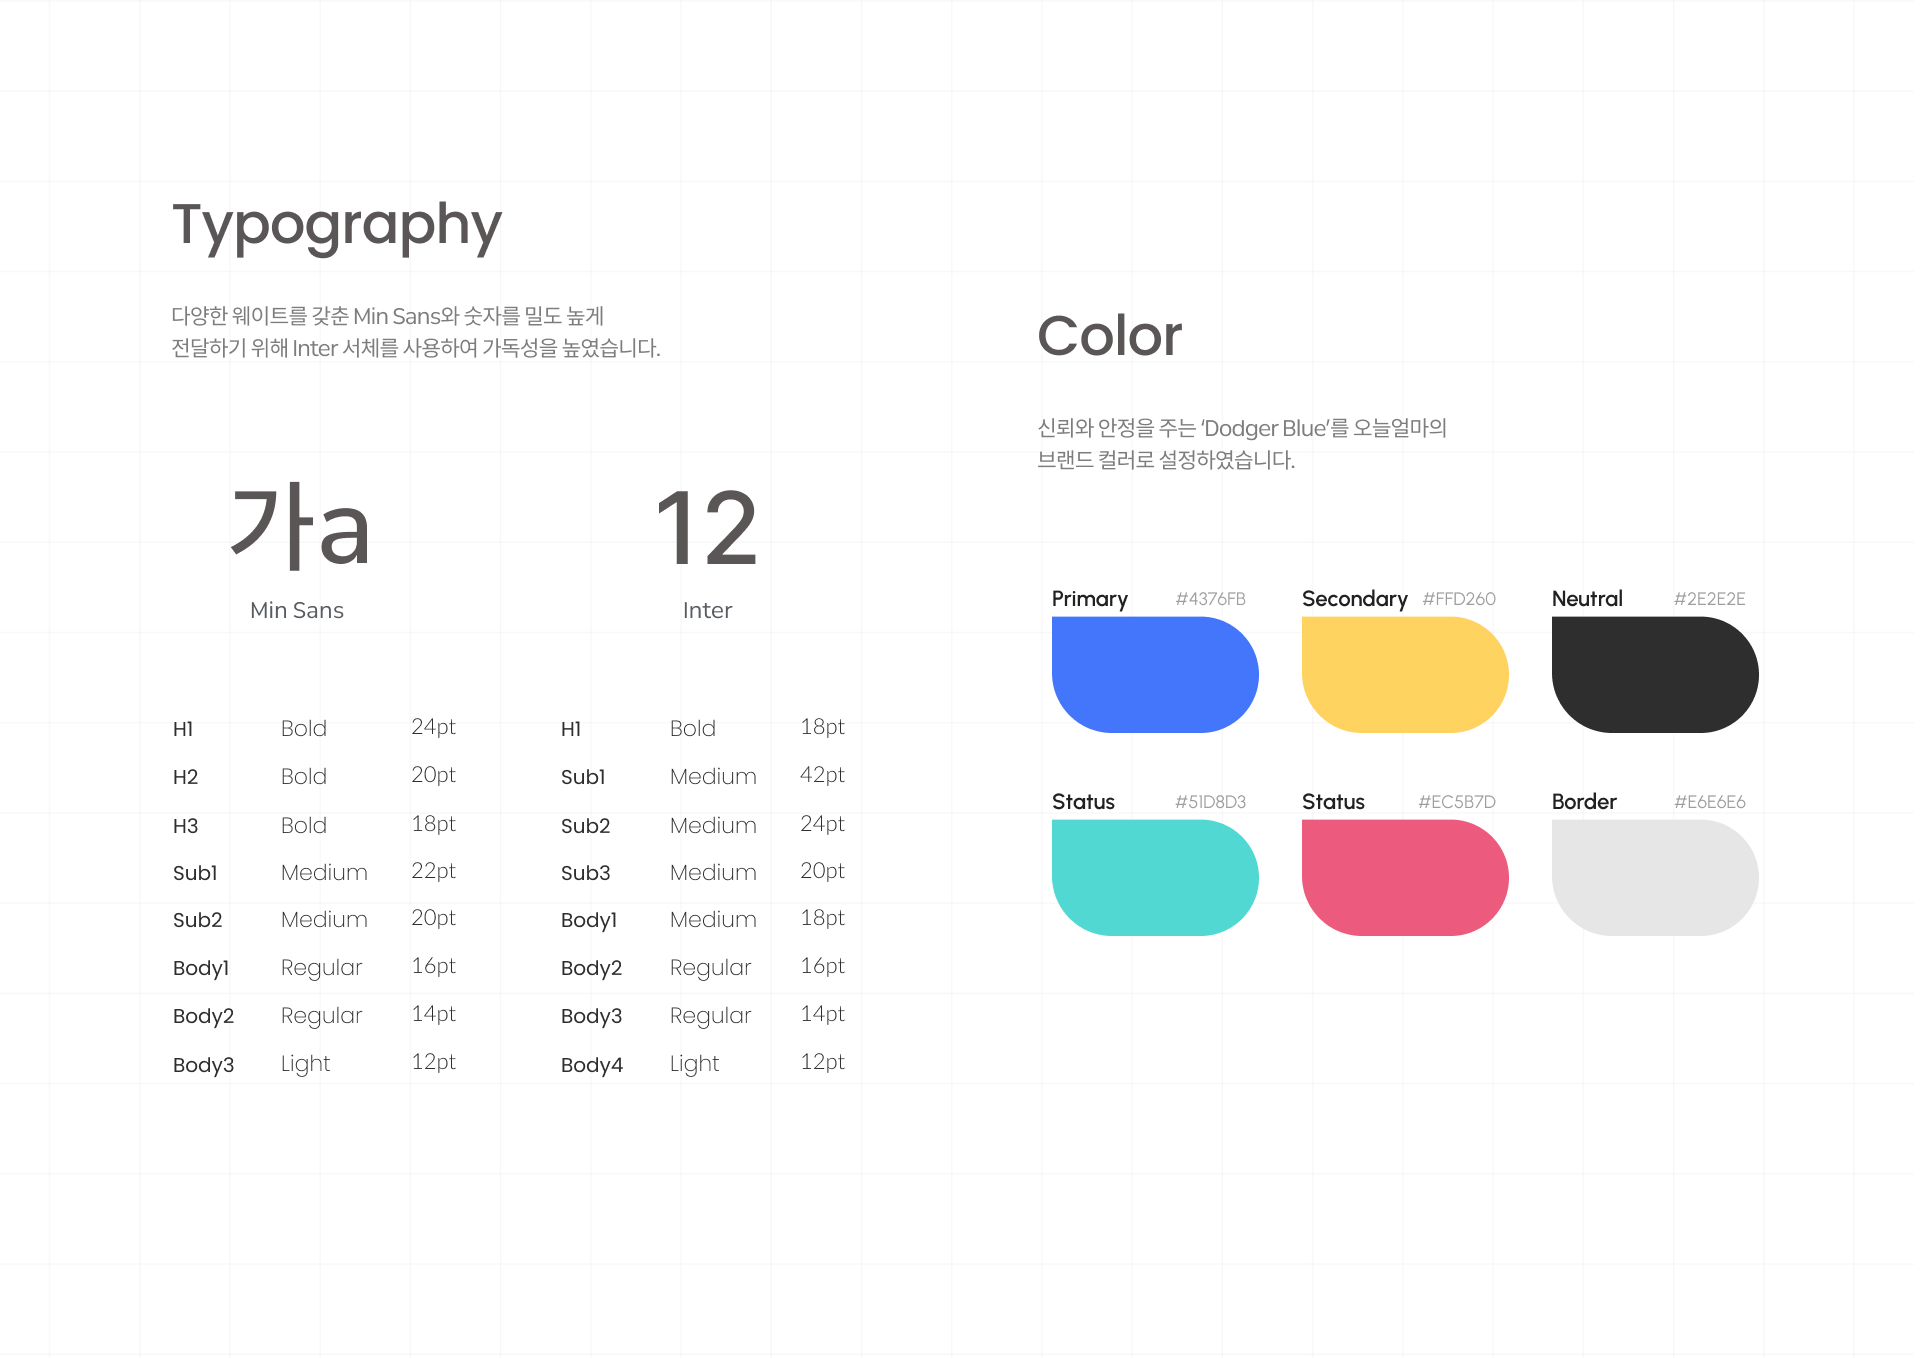 Typography
다양한 웨이트를 갖춘 Min Sans와 숫자를 밀도 높게
전달하기 위해 Inter 서체를 사용하여 가독성을 높였습니다.
가a
Min Sans
12
Inter
H1 Bold 24pt
H2 Bold 20pt
H3 Bold 18pt
Sub1 Medium 22pt
Sub2 Medium 20pt
Body1 Regular 16pt
Body2 Regular 14pt
Body3 Light 12pt
H1 Bold 18pt
Sub1 Medium 42pt
Sub2 Medium 24pt
Sub3 Medium 20pt
Body1 Medium 18pt
Body2 Regular 16pt
Body3 Regular 14pt
Body4 Light 12pt
Color
신뢰와 안정을 주는 ‘Dodger Blue’를 오늘얼마의
브랜드 컬러로 설정하였습니다.
Primary #4376FB
Secondary #FFD260
Neutral #2E2E2E
Status #51D8D3
Status #EC5B7D
Border #E6E6E6